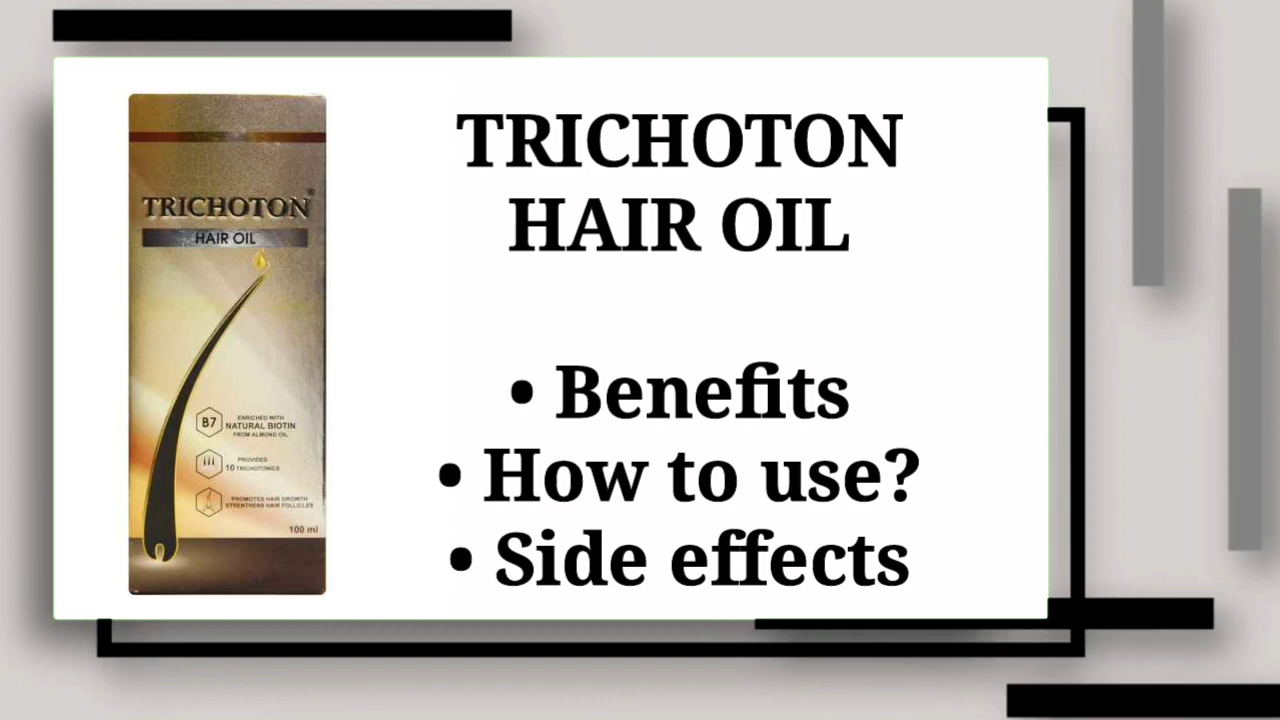 TRICHOTON®
HAIR OIL
B7
ENRICHED WITH
NATURAL BIOTIN
FROM ALMOND OIL
PROVIDES
10 TRICHOTONICS
PROMOTES HAIR GROWTH
STRENTHENS HAIR FOLLICLES
100 ml
TRICHOTON
HAIR OIL
• Benefits
• How to use?
• Side effects